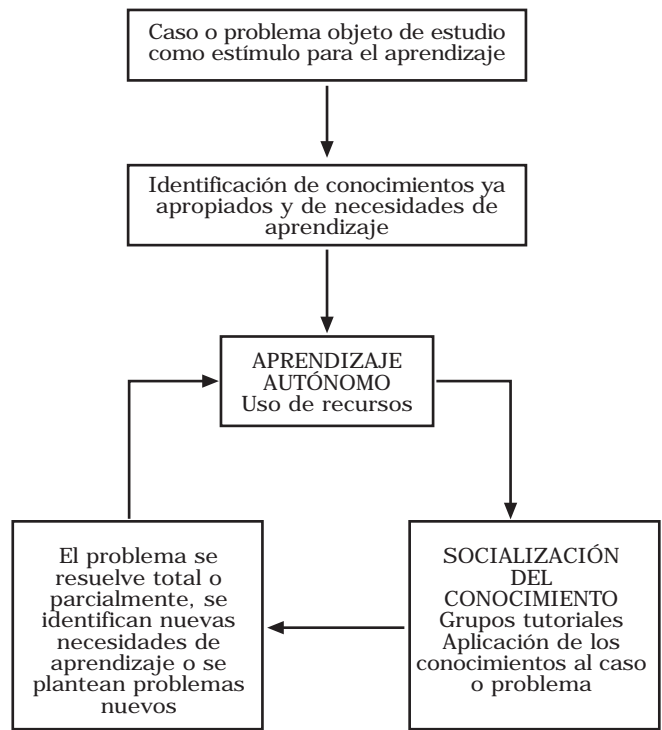 Caso o problema objeto de estudio
como estímulo para el aprendizaje
Identificación de conocimientos ya
apropiados y de necesidades de
aprendizaje
APRENDIZAJE
AUTÓNOMO
Uso de recursos
El problema se
resuelve total o
parcialmente, se
identifican nuevas
necesidades de
aprendizaje o se
plantean problemas
nuevos
SOCIALIZACIÓN
DEL
CONOCIMIENTO
Grupos tutoriales
Aplicación de los
conocimientos al caso
o problema